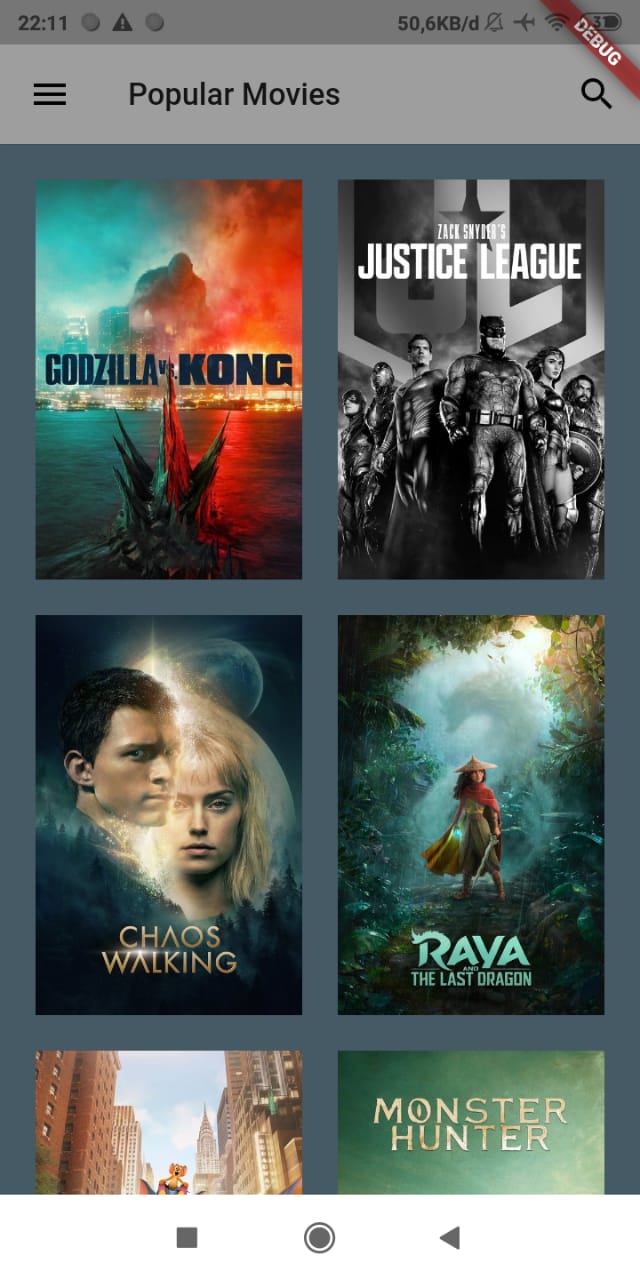 22:11
50,6KB/d
31
DEBUG
Popular Movies
GODZILLA VS. KONG
ZACK SNYDER'S
JUSTICE LEAGUE
CHAOS
WALKING
RAYA
AND
THE LAST DRAGON
MONSTER
HUNTER